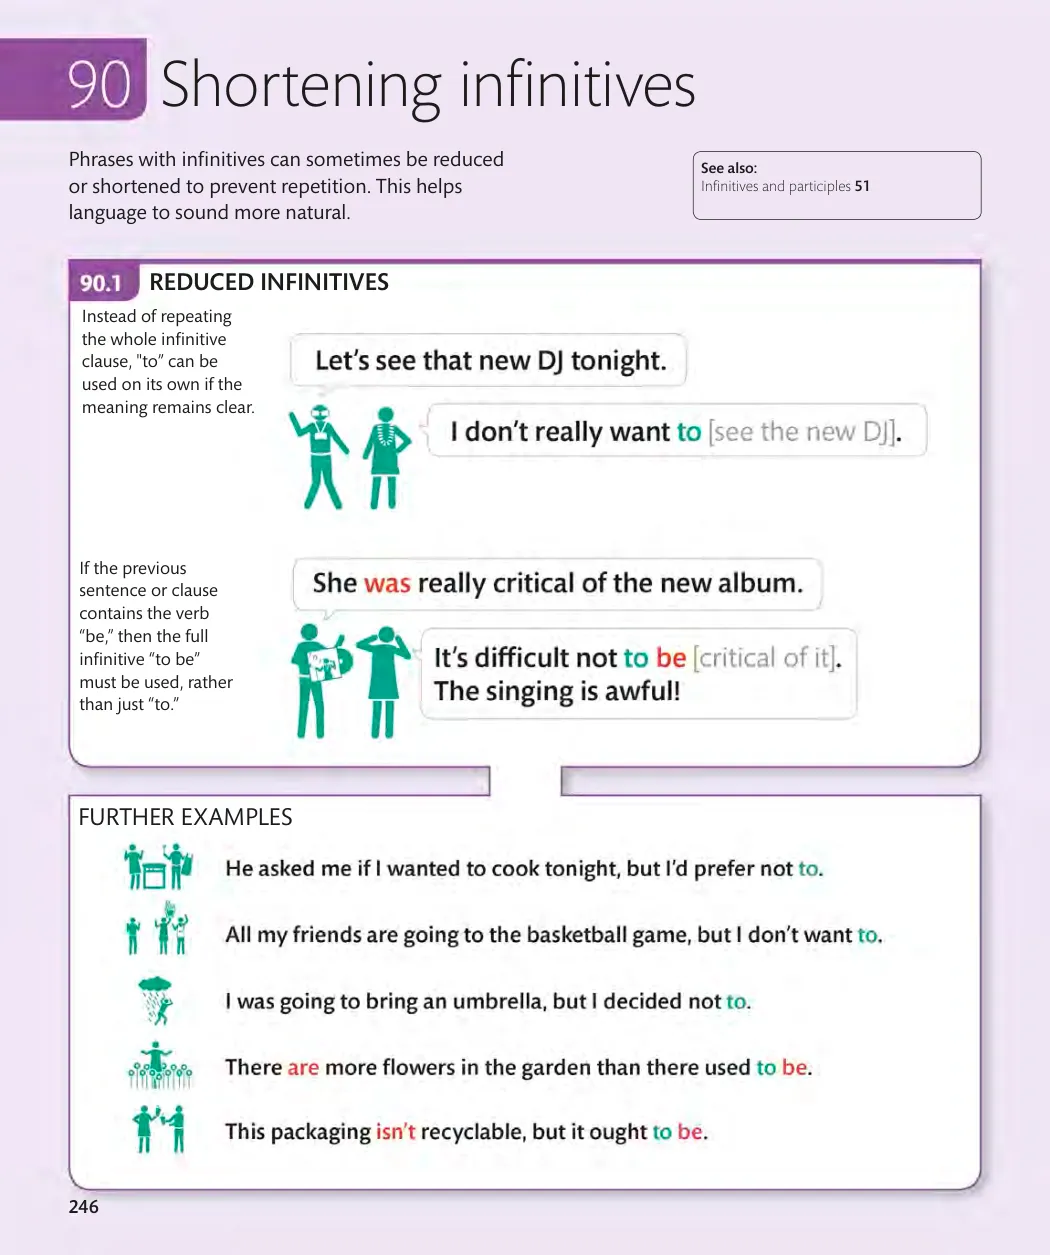 90 Shortening infinitives
Phrases with infinitives can sometimes be reduced
or shortened to prevent repetition. This helps
language to sound more natural.
See also:
Infinitives and participles 51
90.1 REDUCED INFINITIVES
Instead of repeating
the whole infinitive
clause, "to” can be
used on its own if the
meaning remains clear.
Let’s see that new DJ tonight.
I don’t really want to [see the new DJ].
If the previous
sentence or clause
contains the verb
“be,” then the full
infinitive “to be”
must be used, rather
than just “to.”
She was really critical of the new album.
It’s difficult not to be [critical of it].
The singing is awful!
FURTHER EXAMPLES
He asked me if I wanted to cook tonight, but I’d prefer not to.
All my friends are going to the basketball game, but I don’t want to.
I was going to bring an umbrella, but I decided not to.
There are more flowers in the garden than there used to be.
This packaging isn’t recyclable, but it ought to be.
246